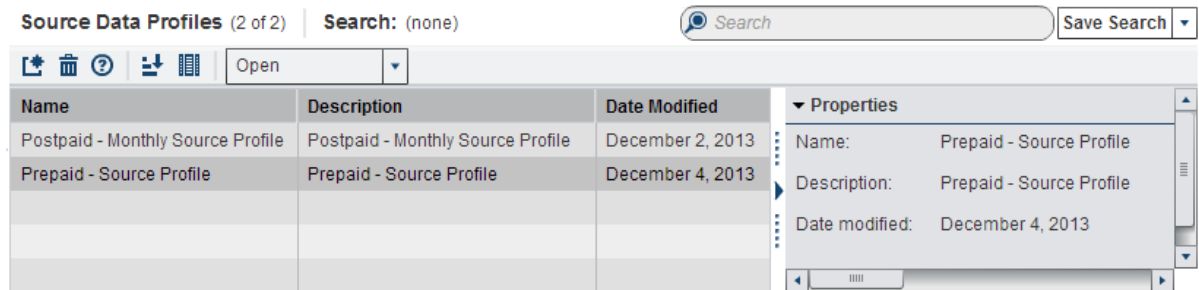 Source Data Profiles (2 of 2) Search: (none) Search Save Search
Open
Name Description Date Modified
Postpaid - Monthly Source Profile Postpaid - Monthly Source Profile December 2, 2013
Prepaid - Source Profile Prepaid - Source Profile December 4, 2013
Properties
Name: Prepaid - Source Profile
Description: Prepaid - Source Profile
Date modified: December 4, 2013